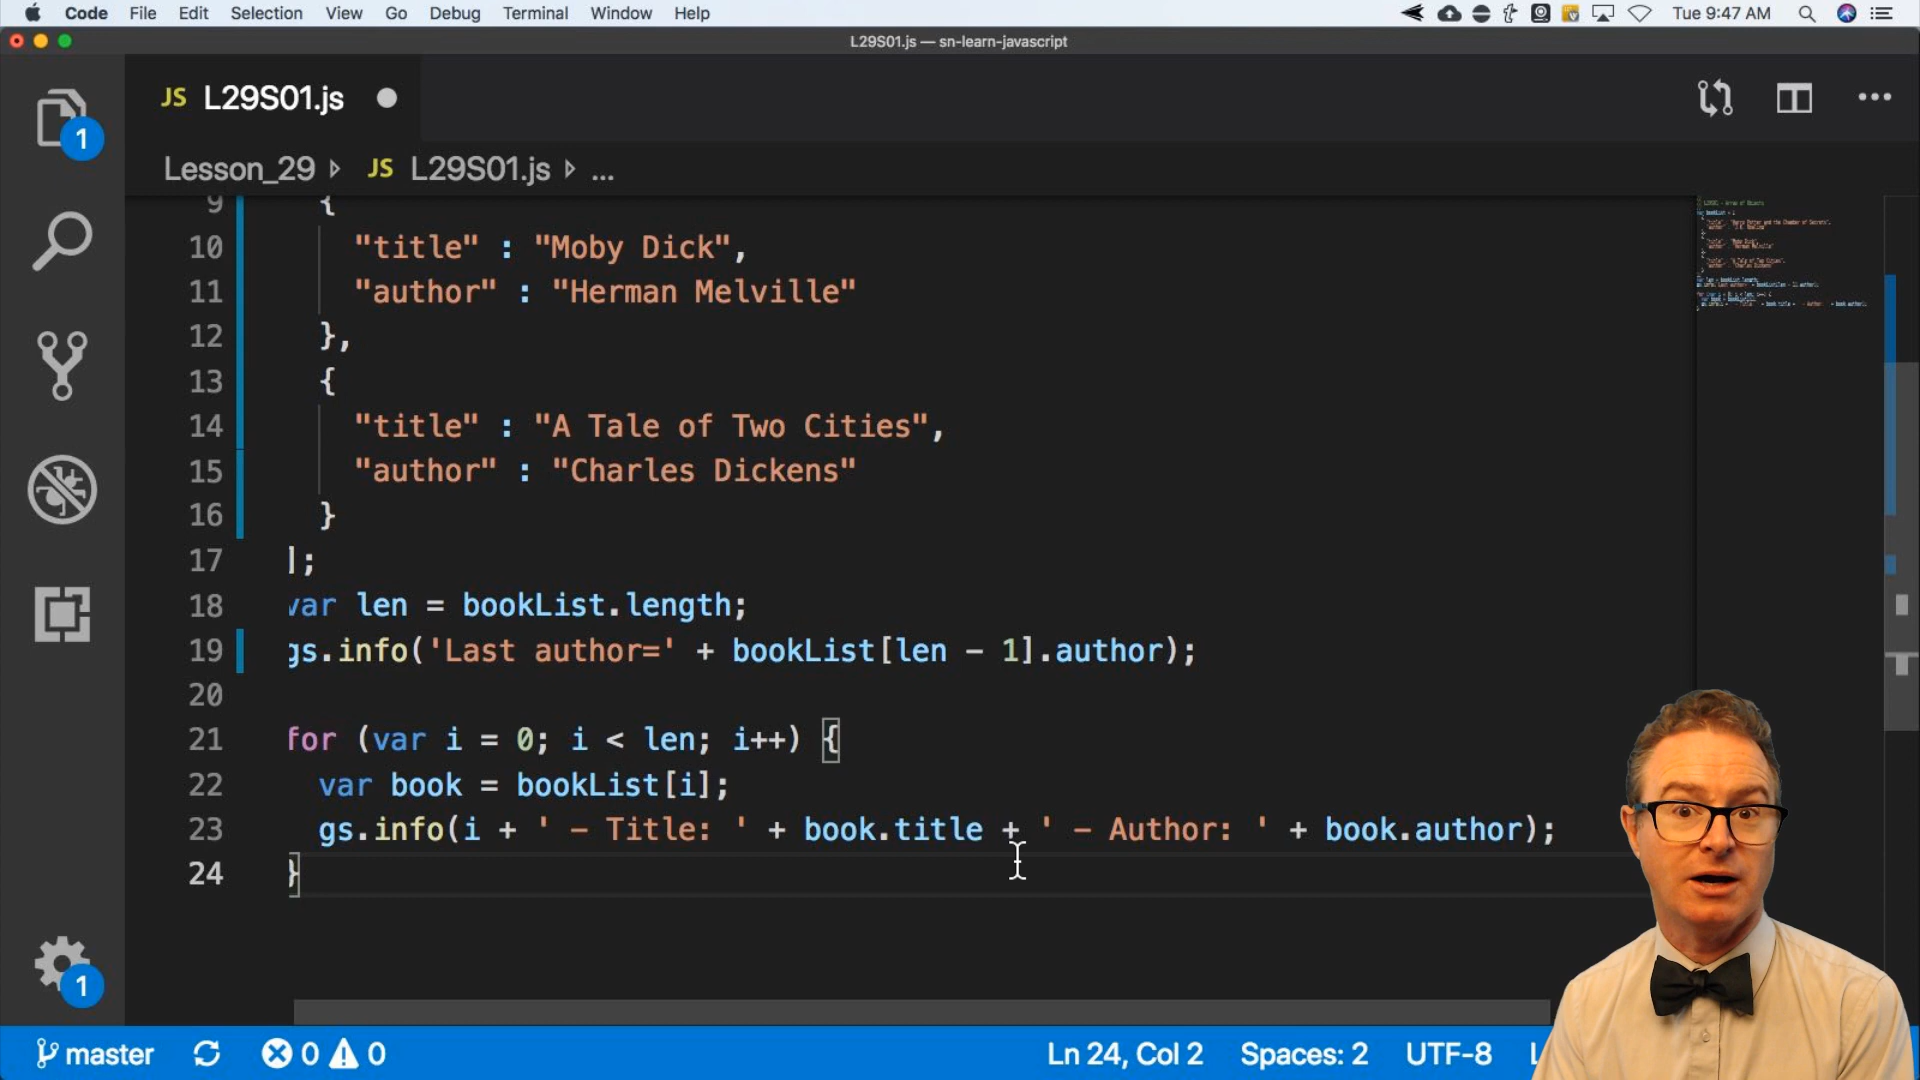 Code File Edit Selection View Go Debug Terminal Window Help Tue 9:47 AM
L29S01.js — sn-learn-javascript
JS L29S01.js
1
Lesson_29 JS L29S01.js ...
9 {
10 "title" : "Moby Dick",
11 "author" : "Herman Melville"
12 },
13 {
14 "title" : "A Tale of Two Cities",
15 "author" : "Charles Dickens"
16 }
17 ];
18 var len = bookList.length;
19 gs.info('Last author=' + bookList[len - 1].author);
20
21 for (var i = 0; i < len; i++) {
22 var book = bookList[i];
23 gs.info(i + ' - Title: ' + book.title + ' - Author: ' + book.author);
24 }
1
master 0 0 Ln 24, Col 2 Spaces: 2 UTF-8